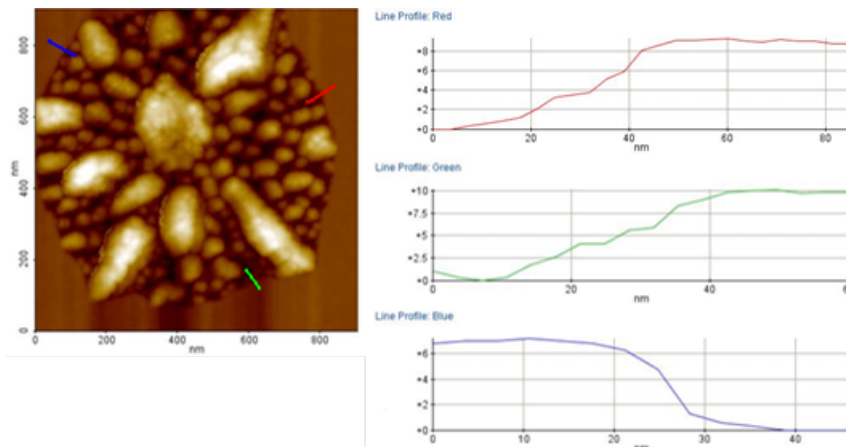 Line Profile: Red
+8
+6
+4
+2
+0
0 20 40 60 80
nm
Line Profile: Green
+10
+7.5
+5
+2.5
+0
0 20 40
nm
Line Profile: Blue
+6
+4
+2
+0
0 10 20 30 40
800
600
400
200
0
nm
0 200 400 600 800
nm